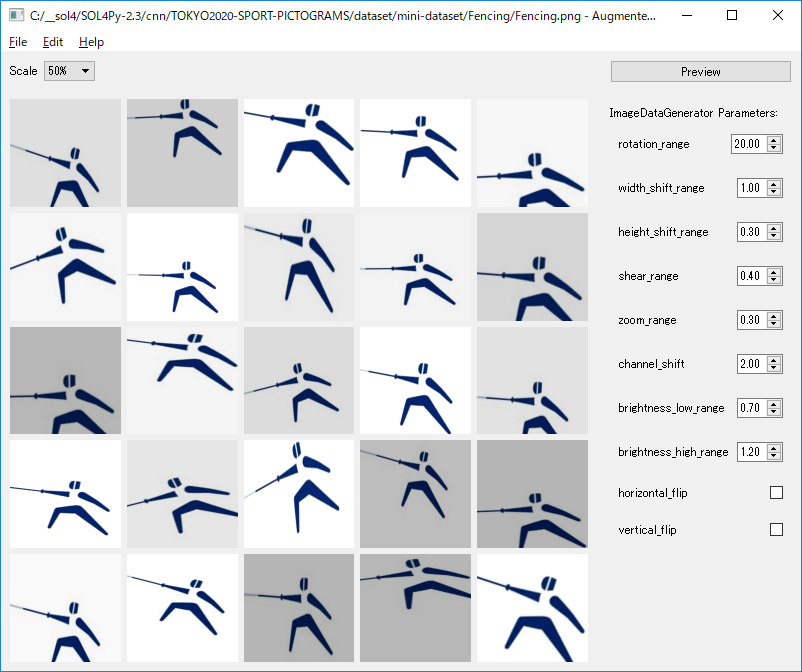 C:/__sol4/SOL4Py-2.3/cnn/TOKYO2020-SPORT-PICTOGRAMS/dataset/mini-dataset/Fencing/Fencing.png - Augmente...
File Edit Help
Scale 50% Preview
ImageDataGenerator Parameters:
rotation_range 20.00
width_shift_range 1.00
height_shift_range 0.30
shear_range 0.40
zoom_range 0.30
channel_shift 2.00
brightness_low_range 0.70
brightness_high_range 1.20
horizontal_flip
vertical_flip